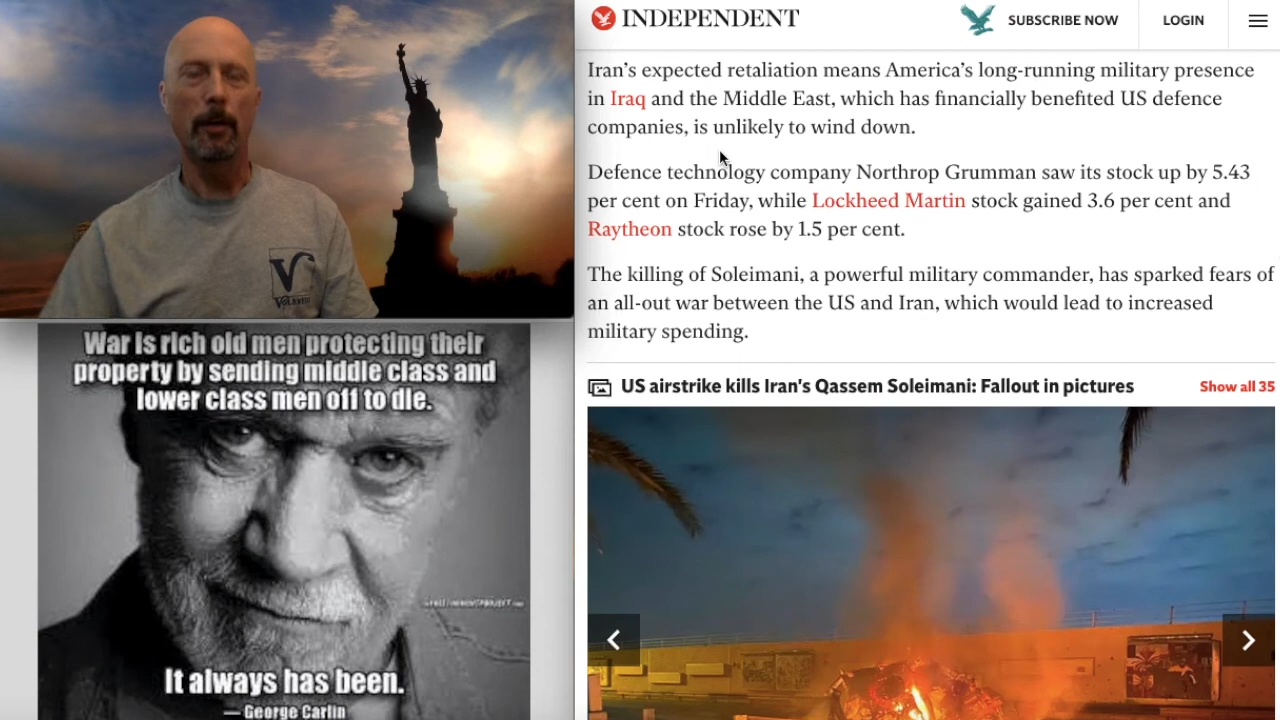 INDEPENDENT
SUBSCRIBE NOW
LOGIN
Iran's expected retaliation means America's long-running military presence
in Iraq and the Middle East, which has financially benefited US defence
companies, is unlikely to wind down.
Defence technology company Northrop Grumman saw its stock up by 5.43
per cent on Friday, while Lockheed Martin stock gained 3.6 per cent and
Raytheon stock rose by 1.5 per cent.
The killing of Soleimani, a powerful military commander, has sparked fears of
an all-out war between the US and Iran, which would lead to increased
military spending.
US airstrike kills Iran's Qassem Soleimani: Fallout in pictures
Show all 35
V
War is rich old men protecting their
property by sending middle class and
lower class men off to die.
It always has been.
— George Carlin